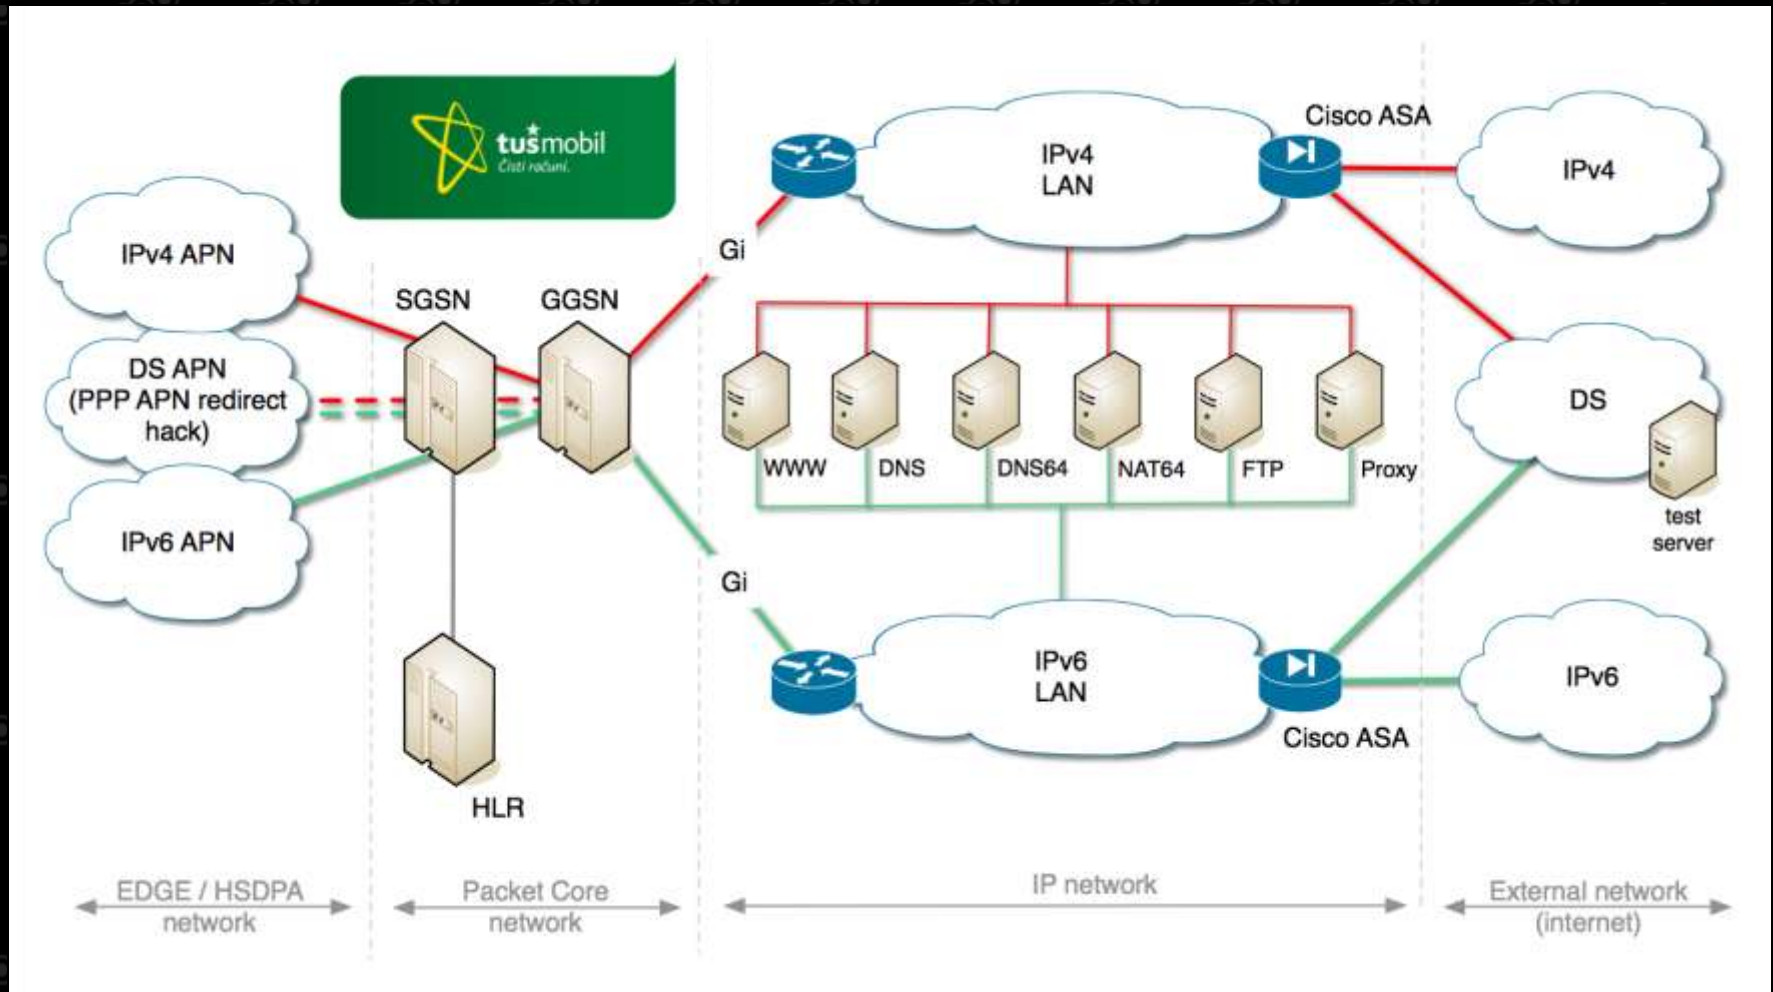 tušmobil
Čisti računi.
IPv4 APN
DS APN
(PPP APN redirect
hack)
IPv6 APN
SGSN
GGSN
HLR
Gi
Gi
IPv4
LAN
Cisco ASA
IPv4
WWW
DNS
DNS64
NAT64
FTP
Proxy
DS
test
server
IPv6
LAN
Cisco ASA
IPv6
EDGE / HSDPA
network
Packet Core
network
IP network
External network
(internet)